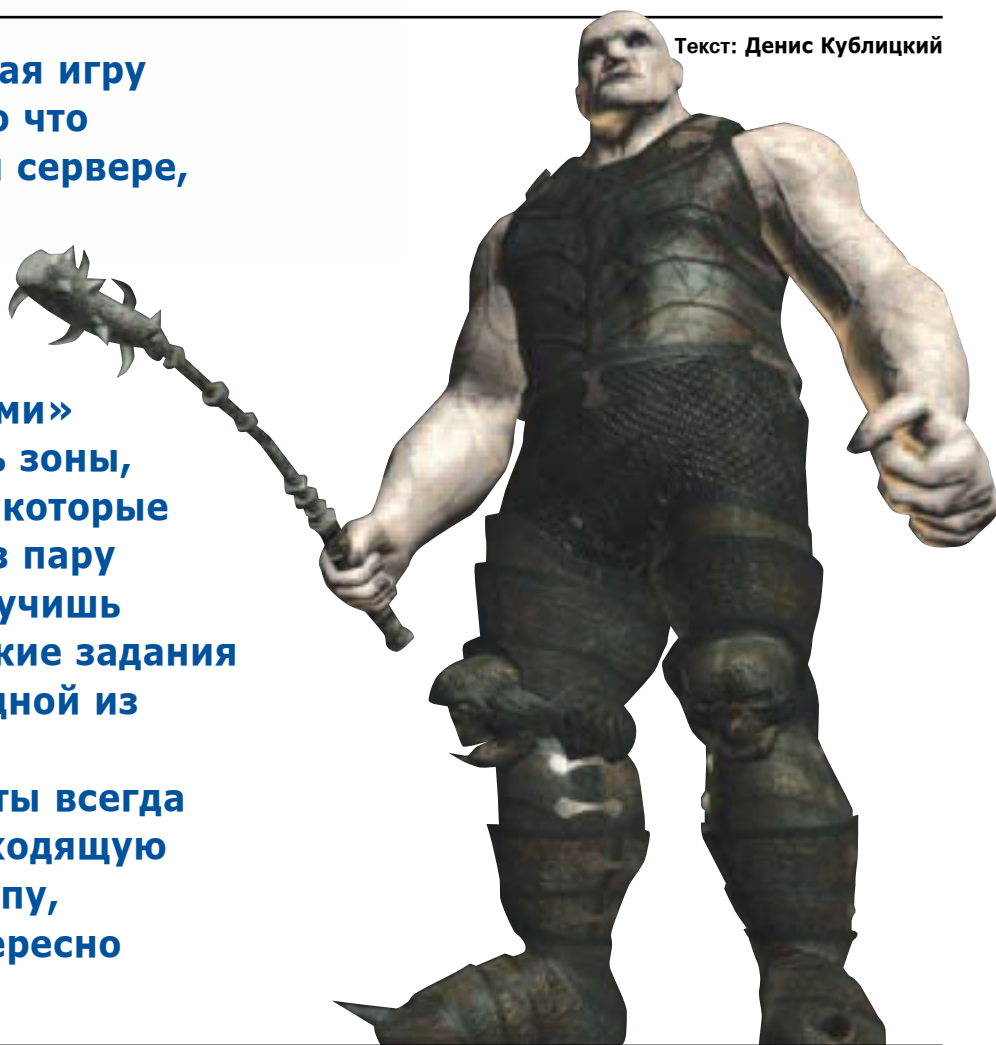 Текст: Денис Кублицкий
ая игру
о что
сервере,
ми»
зоны,
которые
в пару
учишь
кие задания
дной из
ты всегда
ходящую
пу,
ересно